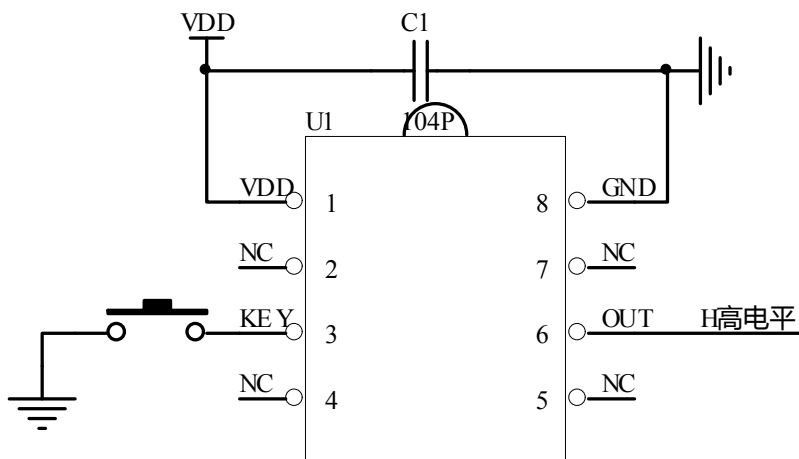 VDD
C1
U1
104P
VDD 1
8 GND
NC 2
7 NC
KEY 3
6 OUT
H高电平
NC 4
5 NC